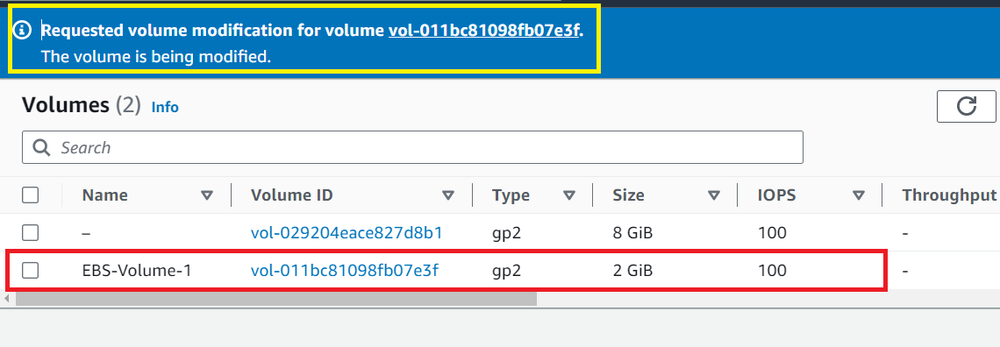 Requested volume modification for volume vol-011bc81098fb07e3f.
The volume is being modified.
Volumes (2) Info
Search
Name Volume ID Type Size IOPS Throughput
– vol-029204eace827d8b1 gp2 8 GiB 100 -
EBS-Volume-1 vol-011bc81098fb07e3f gp2 2 GiB 100 -